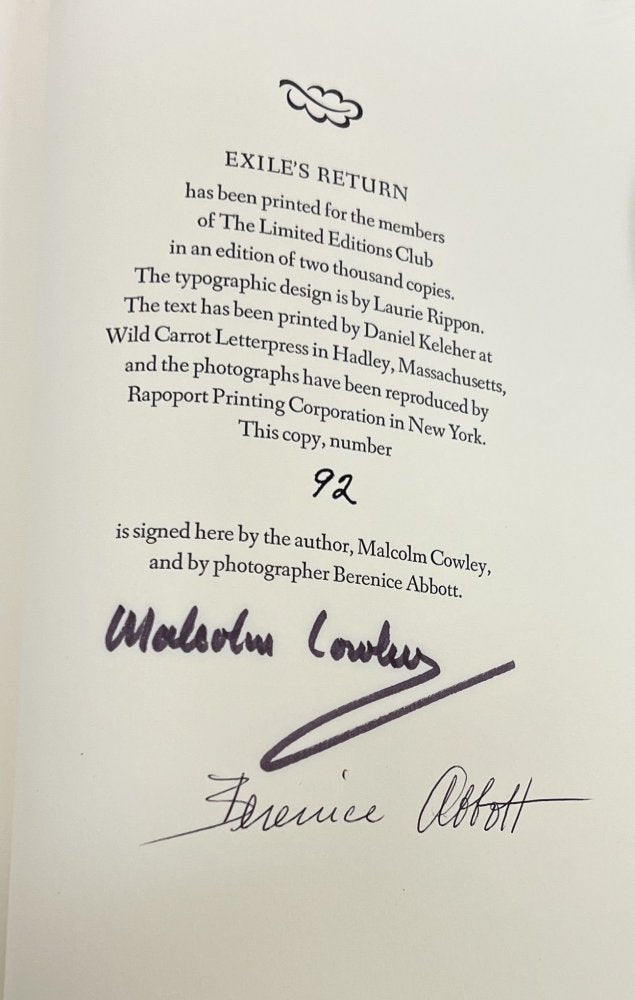 EXILE'S RETURN
has been printed for the members
of The Limited Editions Club
in an edition of two thousand copies.
The typographic design is by Laurie Rippon.
The text has been printed by Daniel Keleher at
Wild Carrot Letterpress in Hadley, Massachusetts,
and the photographs have been reproduced by
Rapoport Printing Corporation in New York.
This copy, number
92
is signed here by the author, Malcolm Cowley,
and by photographer Berenice Abbott.
Malcolm Cowley
Berenice Abbott